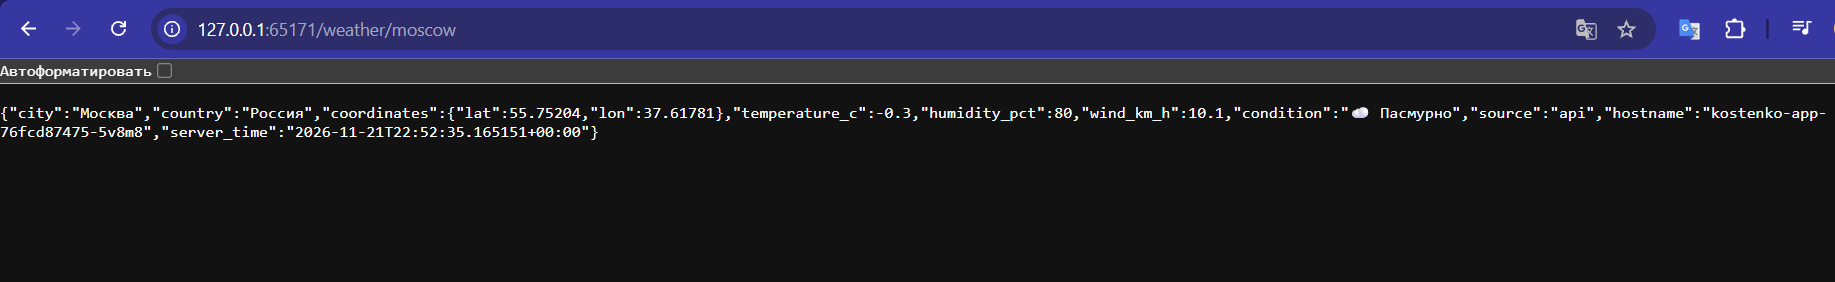 127.0.0.1:65171/weather/moscow
Автоформатировать
{"city":"Москва","country":"Россия","coordinates":{"lat":55.75204,"lon":37.61781},"temperature_c":-0.3,"humidity_pct":80,"wind_km_h":10.1,"condition":"☁️ Пасмурно","source":"api","hostname":"kostenko-app-
76fcd87475-5v8m8","server_time":"2026-11-21T22:52:35.165151+00:00"}